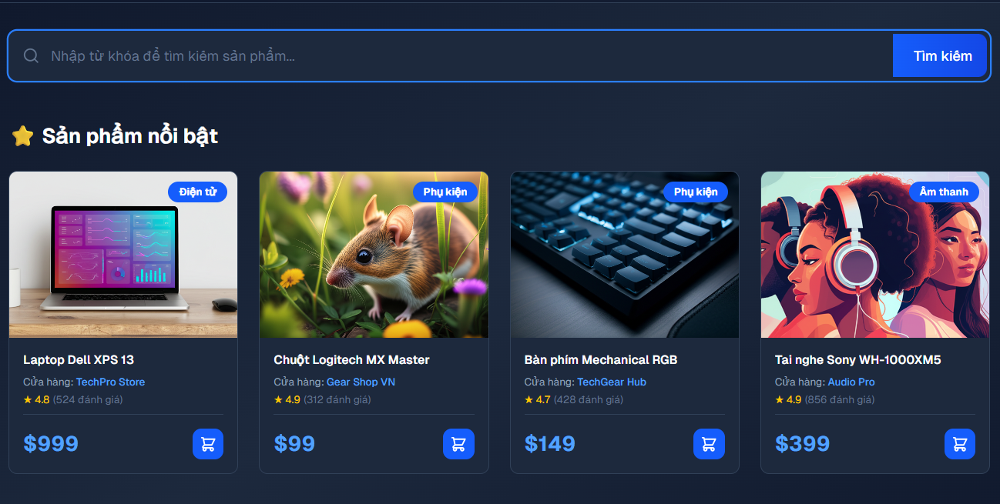 Nhập từ khóa để tìm kiếm sản phẩm...
Tìm kiếm
Sản phẩm nổi bật
Điện tử
Phụ kiện
Phụ kiện
Âm thanh
Laptop Dell XPS 13
Cửa hàng: TechPro Store
★ 4.8 (524 đánh giá)
$999
Chuột Logitech MX Master
Cửa hàng: Gear Shop VN
★ 4.9 (312 đánh giá)
$99
Bàn phím Mechanical RGB
Cửa hàng: TechGear Hub
★ 4.7 (428 đánh giá)
$149
Tai nghe Sony WH-1000XM5
Cửa hàng: Audio Pro
★ 4.9 (856 đánh giá)
$399